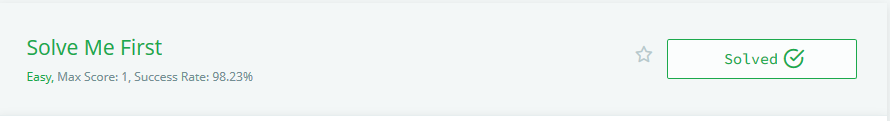 Solve Me First
Solved
Easy, Max Score: 1, Success Rate: 98.23%